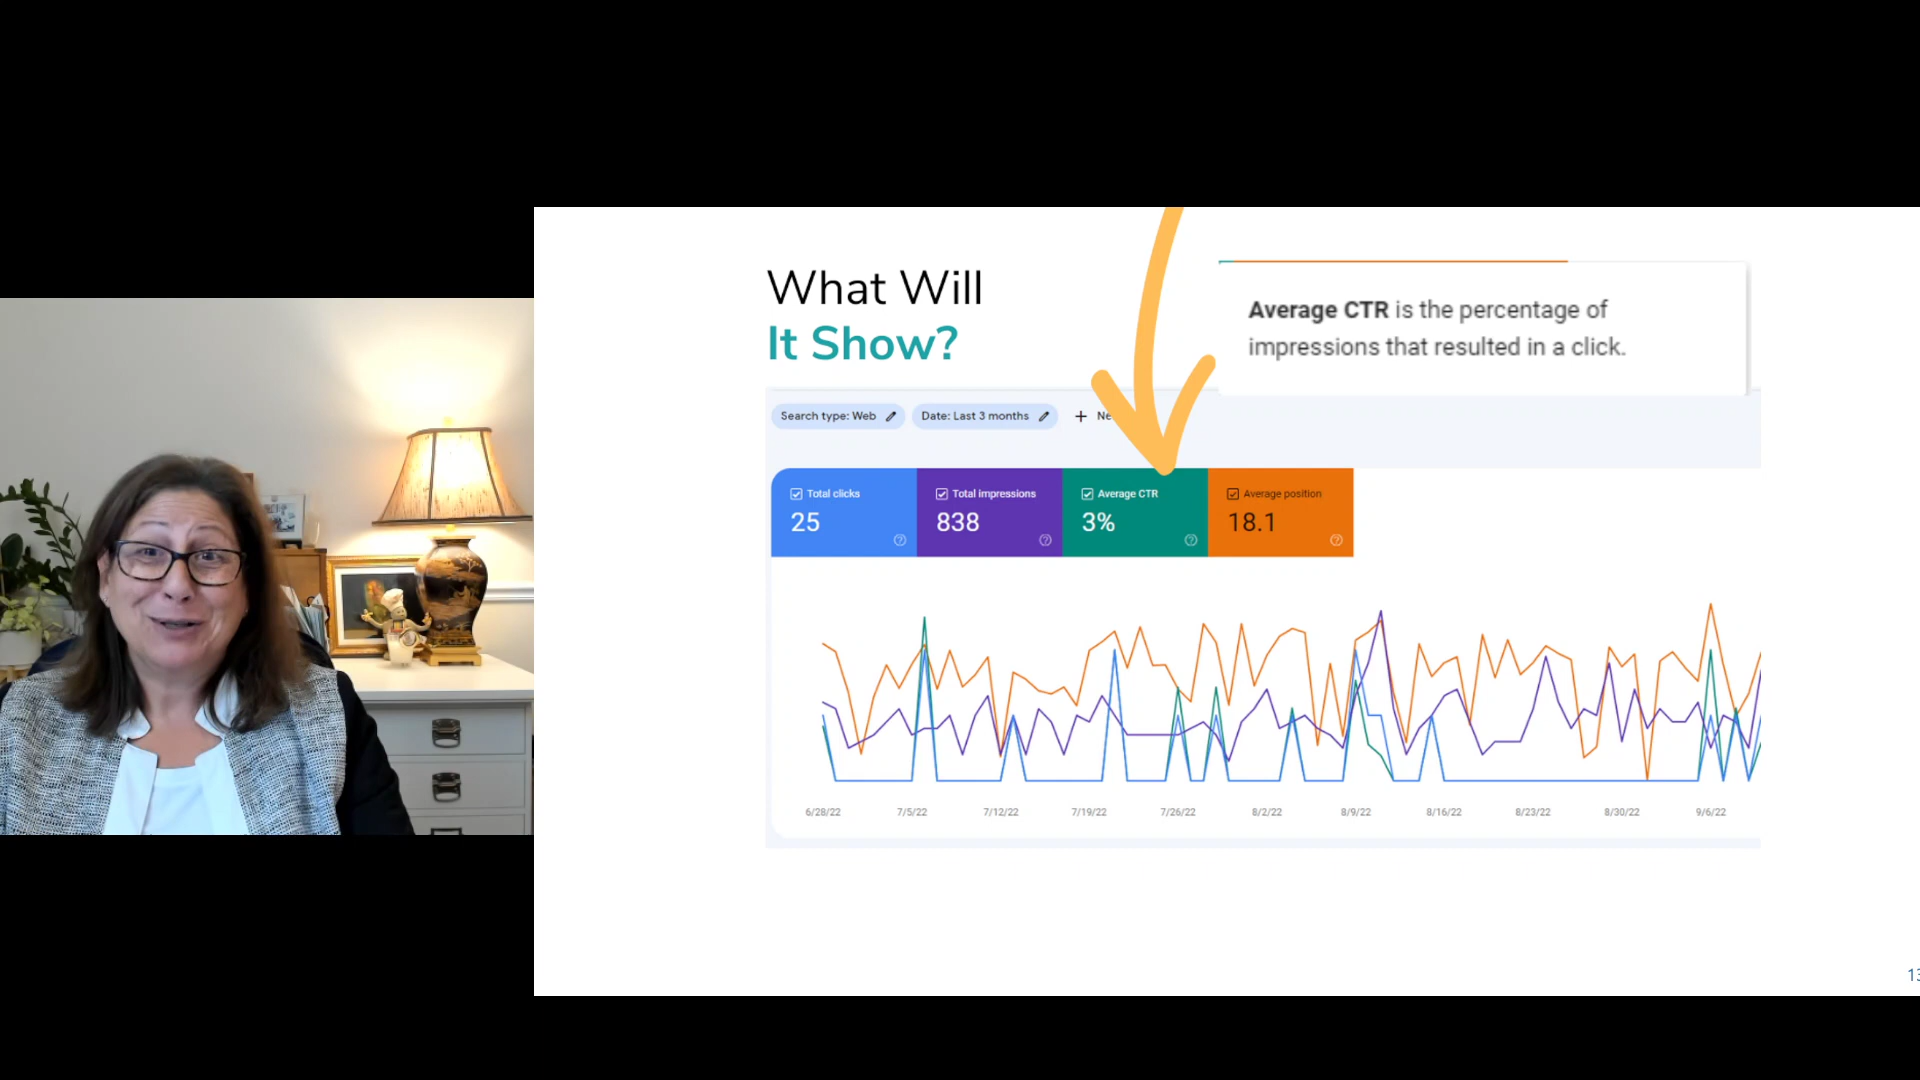 What Will
It Show?
Average CTR is the percentage of
impressions that resulted in a click.
Search type: Web
Date: Last 3 months
+
Total clicks
25
Total impressions
838
Average CTR
3%
Average position
18.1
6/28/22 7/5/22 7/12/22 7/19/22 7/26/22 8/2/22 8/9/22 8/16/22 8/23/22 8/30/22 9/6/22